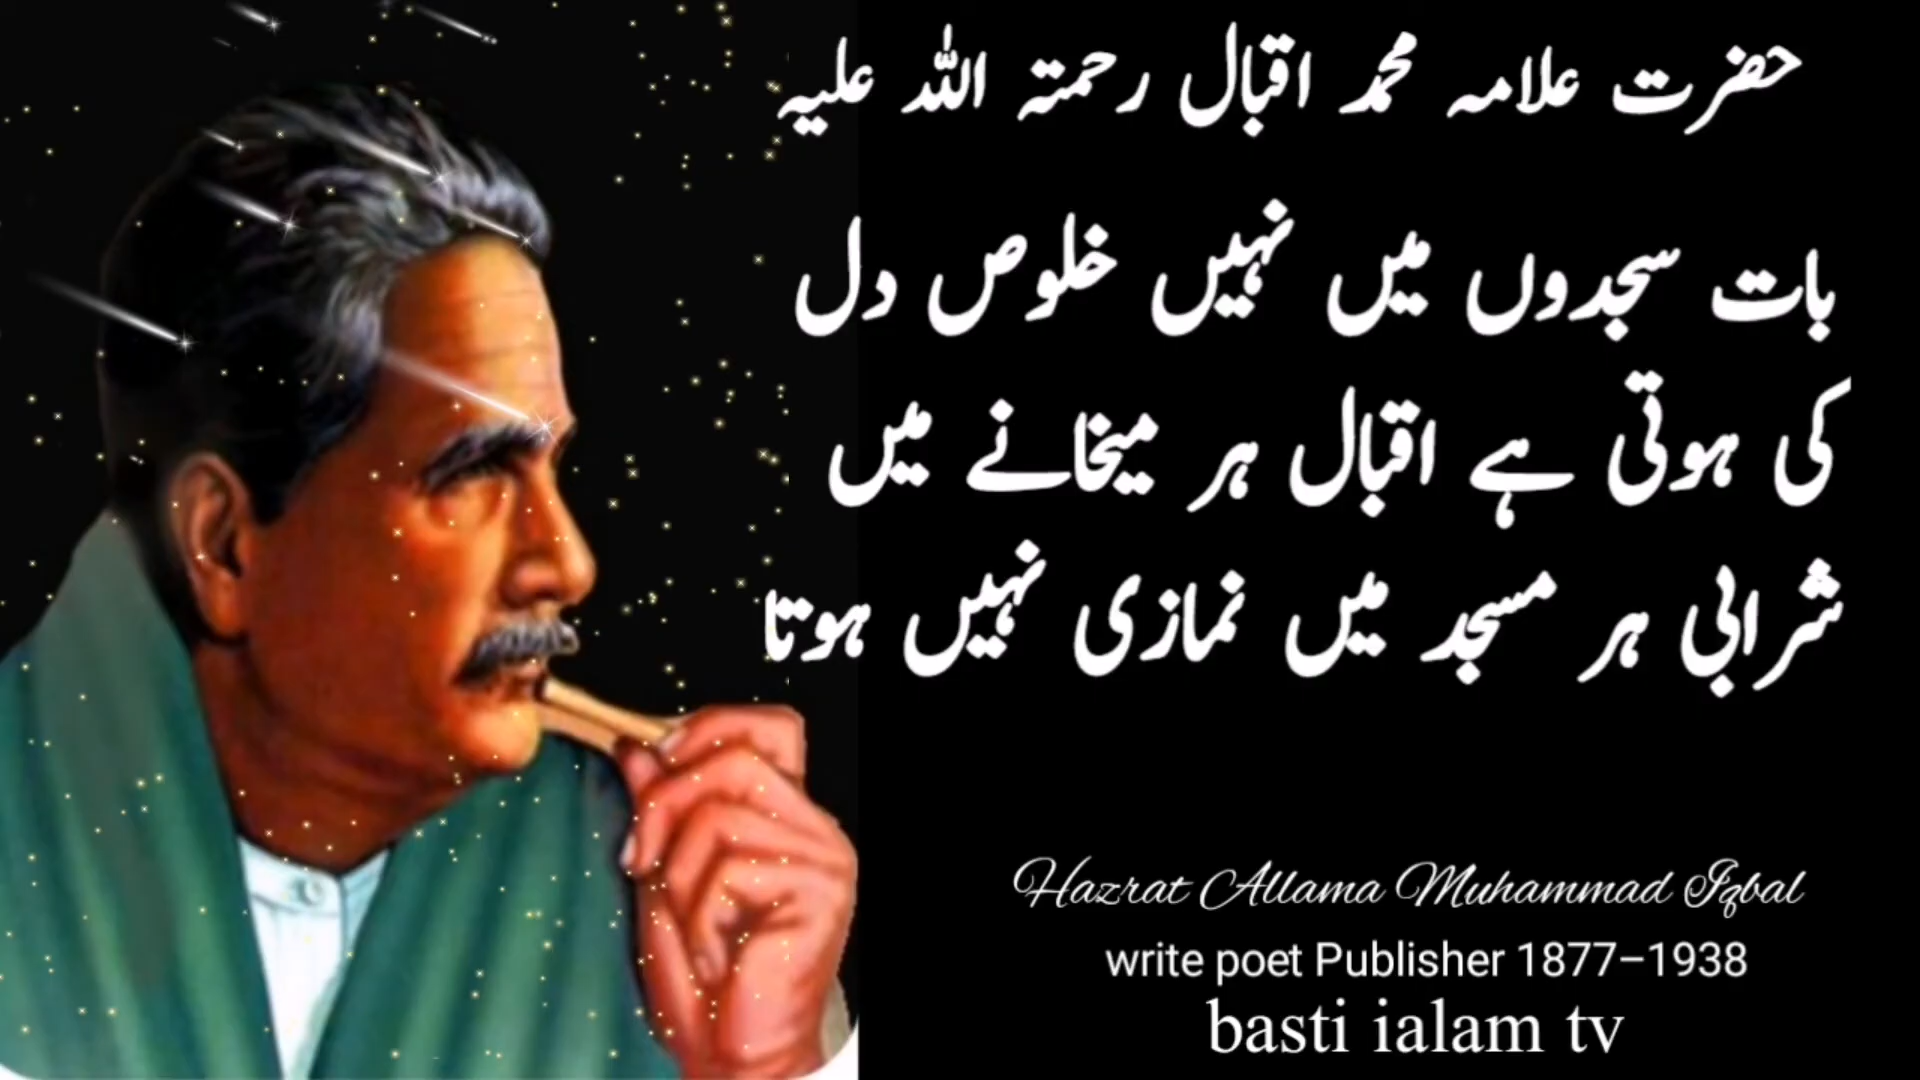 حضرت علامہ محمد اقبال رحمتہ اللہ علیہ
بات سجدوں میں نہیں خلوص دل
کی ہوتی ہے اقبال ہر میخانے میں
شرابی ہر مسجد میں نمازی نہیں ہوتا
Hazrat Allama Muhammad Iqbal
write poet Publisher 1877–1938
basti ialam tv